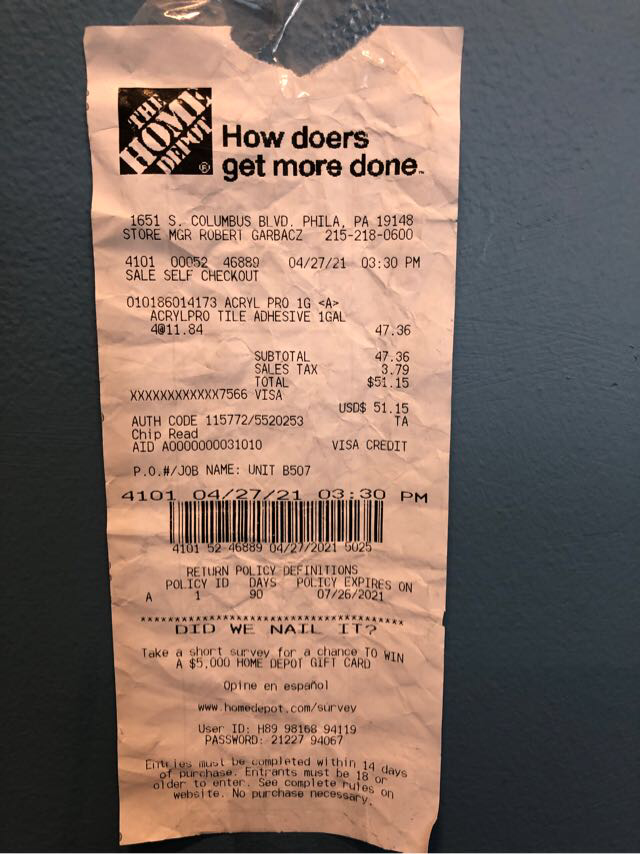 THE
HOME
DEPOT
®
How doers
get more done™
1651 S. COLUMBUS BLVD. PHILA, PA 19148
STORE MGR ROBERT GARBACZ 215-218-0600
4101 00052 46889 04/27/21 03:30 PM
SALE SELF CHECKOUT
010186014173 ACRYL PRO 1G <A>
ACRYLPRO TILE ADHESIVE 1GAL
4@11.84 47.36
SUBTOTAL 47.36
SALES TAX 3.79
TOTAL $51.15
XXXXXXXXXXXX7566 VISA
USD$ 51.15
AUTH CODE 115772/5520253 TA
Chip Read
AID A0000000031010 VISA CREDIT
P.O.#/JOB NAME: UNIT B507
4101 04/27/21 03:30 PM
4101 52 46889 04/27/2021 5025
RETURN POLICY DEFINITIONS
POLICY ID DAYS POLICY EXPIRES ON
A 1 90 07/26/2021
****************************************
DID WE NAIL IT?
Take a short survey for a chance TO WIN
A $5,000 HOME DEPOT GIFT CARD
Opine en español
www.homedepot.com/survey
User ID: H89 98168 94119
PASSWORD: 21227 94067
Entries must be completed within 14 days
of purchase. Entrants must be 18 or
older to enter. See complete rules on
website. No purchase necessary.